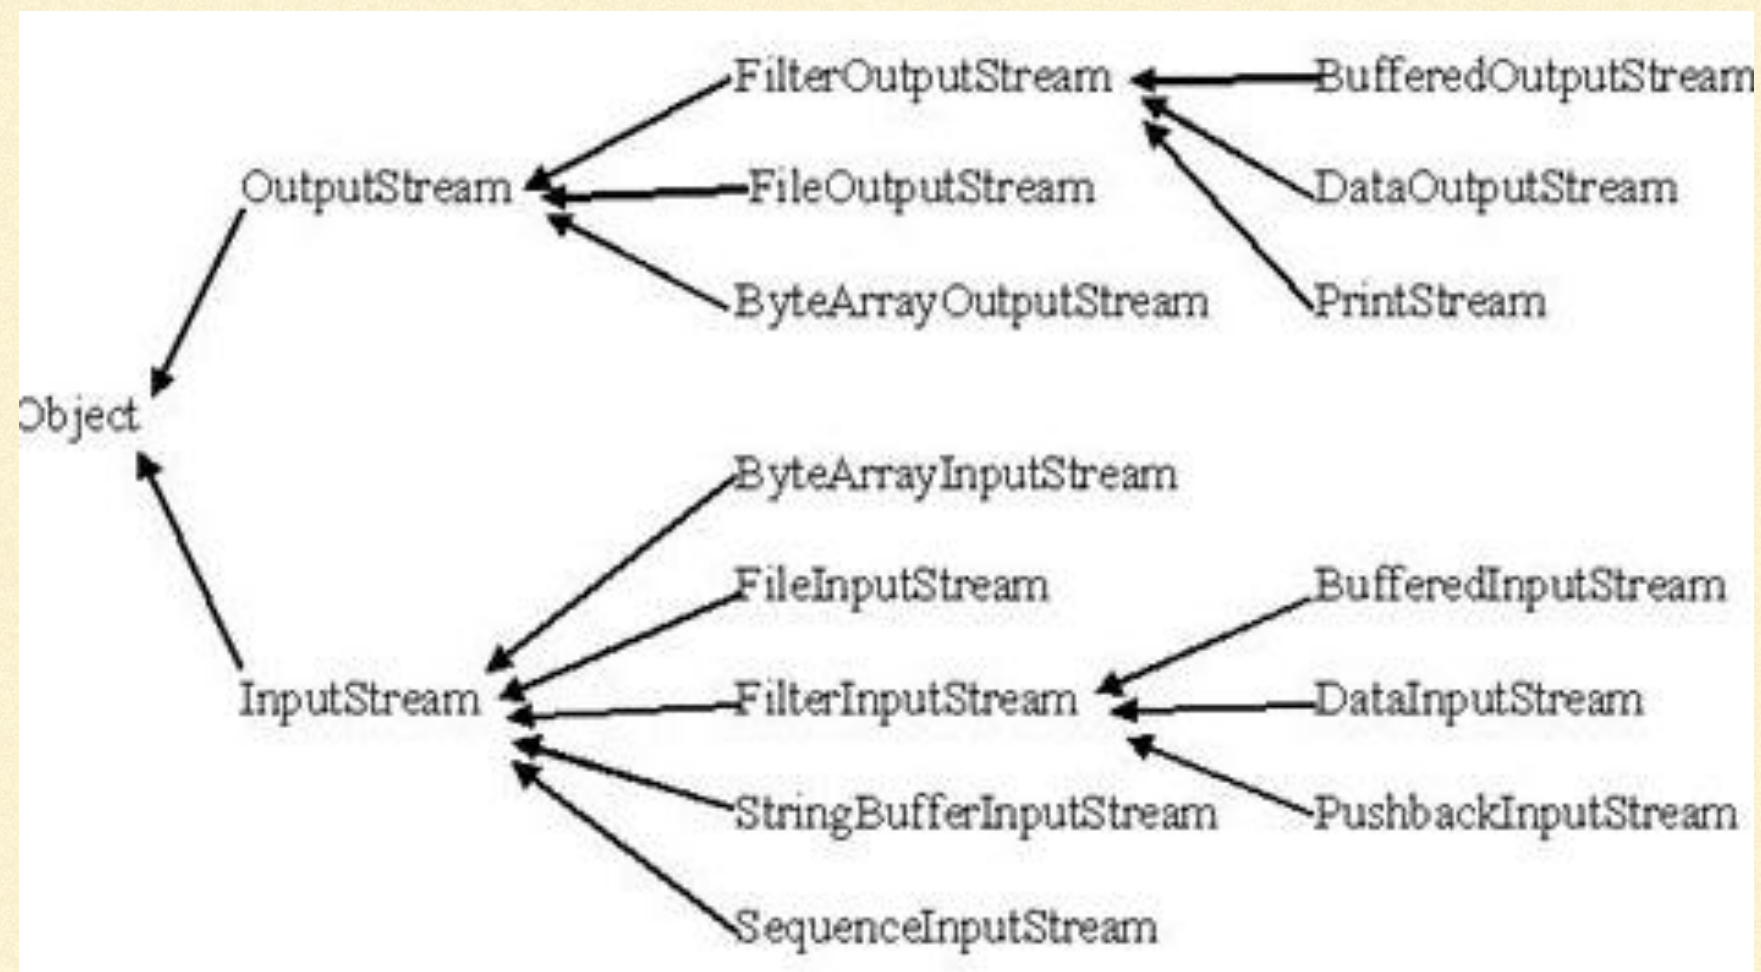 FilterOutputStream BufferedOutputStream
OutputStream FileOutputStream DataOutputStream
ByteArrayOutputStream PrintStream
Object
ByteArrayInputStream
FileInputStream BufferedInputStream
InputStream FilterInputStream DataInputStream
StringBufferInputStream PushbackInputStream
SequenceInputStream